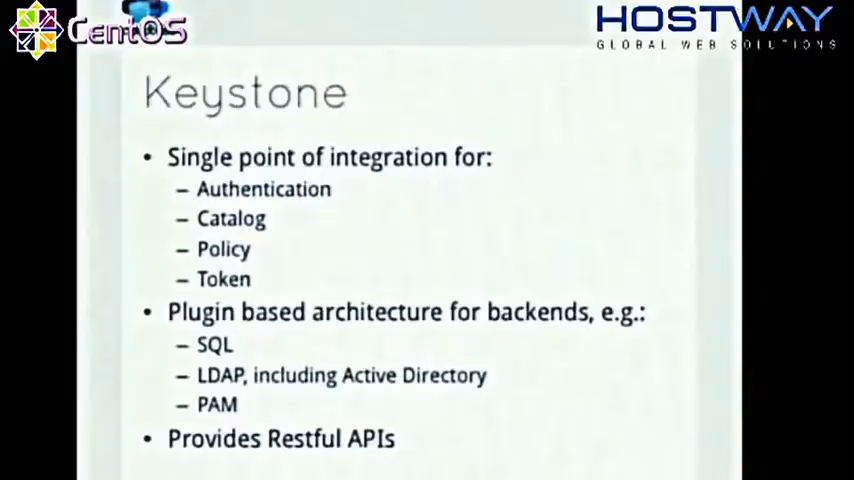 CentOS
HOSTWAY
GLOBAL WEB SOLUTIONS
Keystone
• Single point of integration for:
– Authentication
– Catalog
– Policy
– Token
• Plugin based architecture for backends, e.g.:
– SQL
– LDAP, including Active Directory
– PAM
• Provides Restful APIs